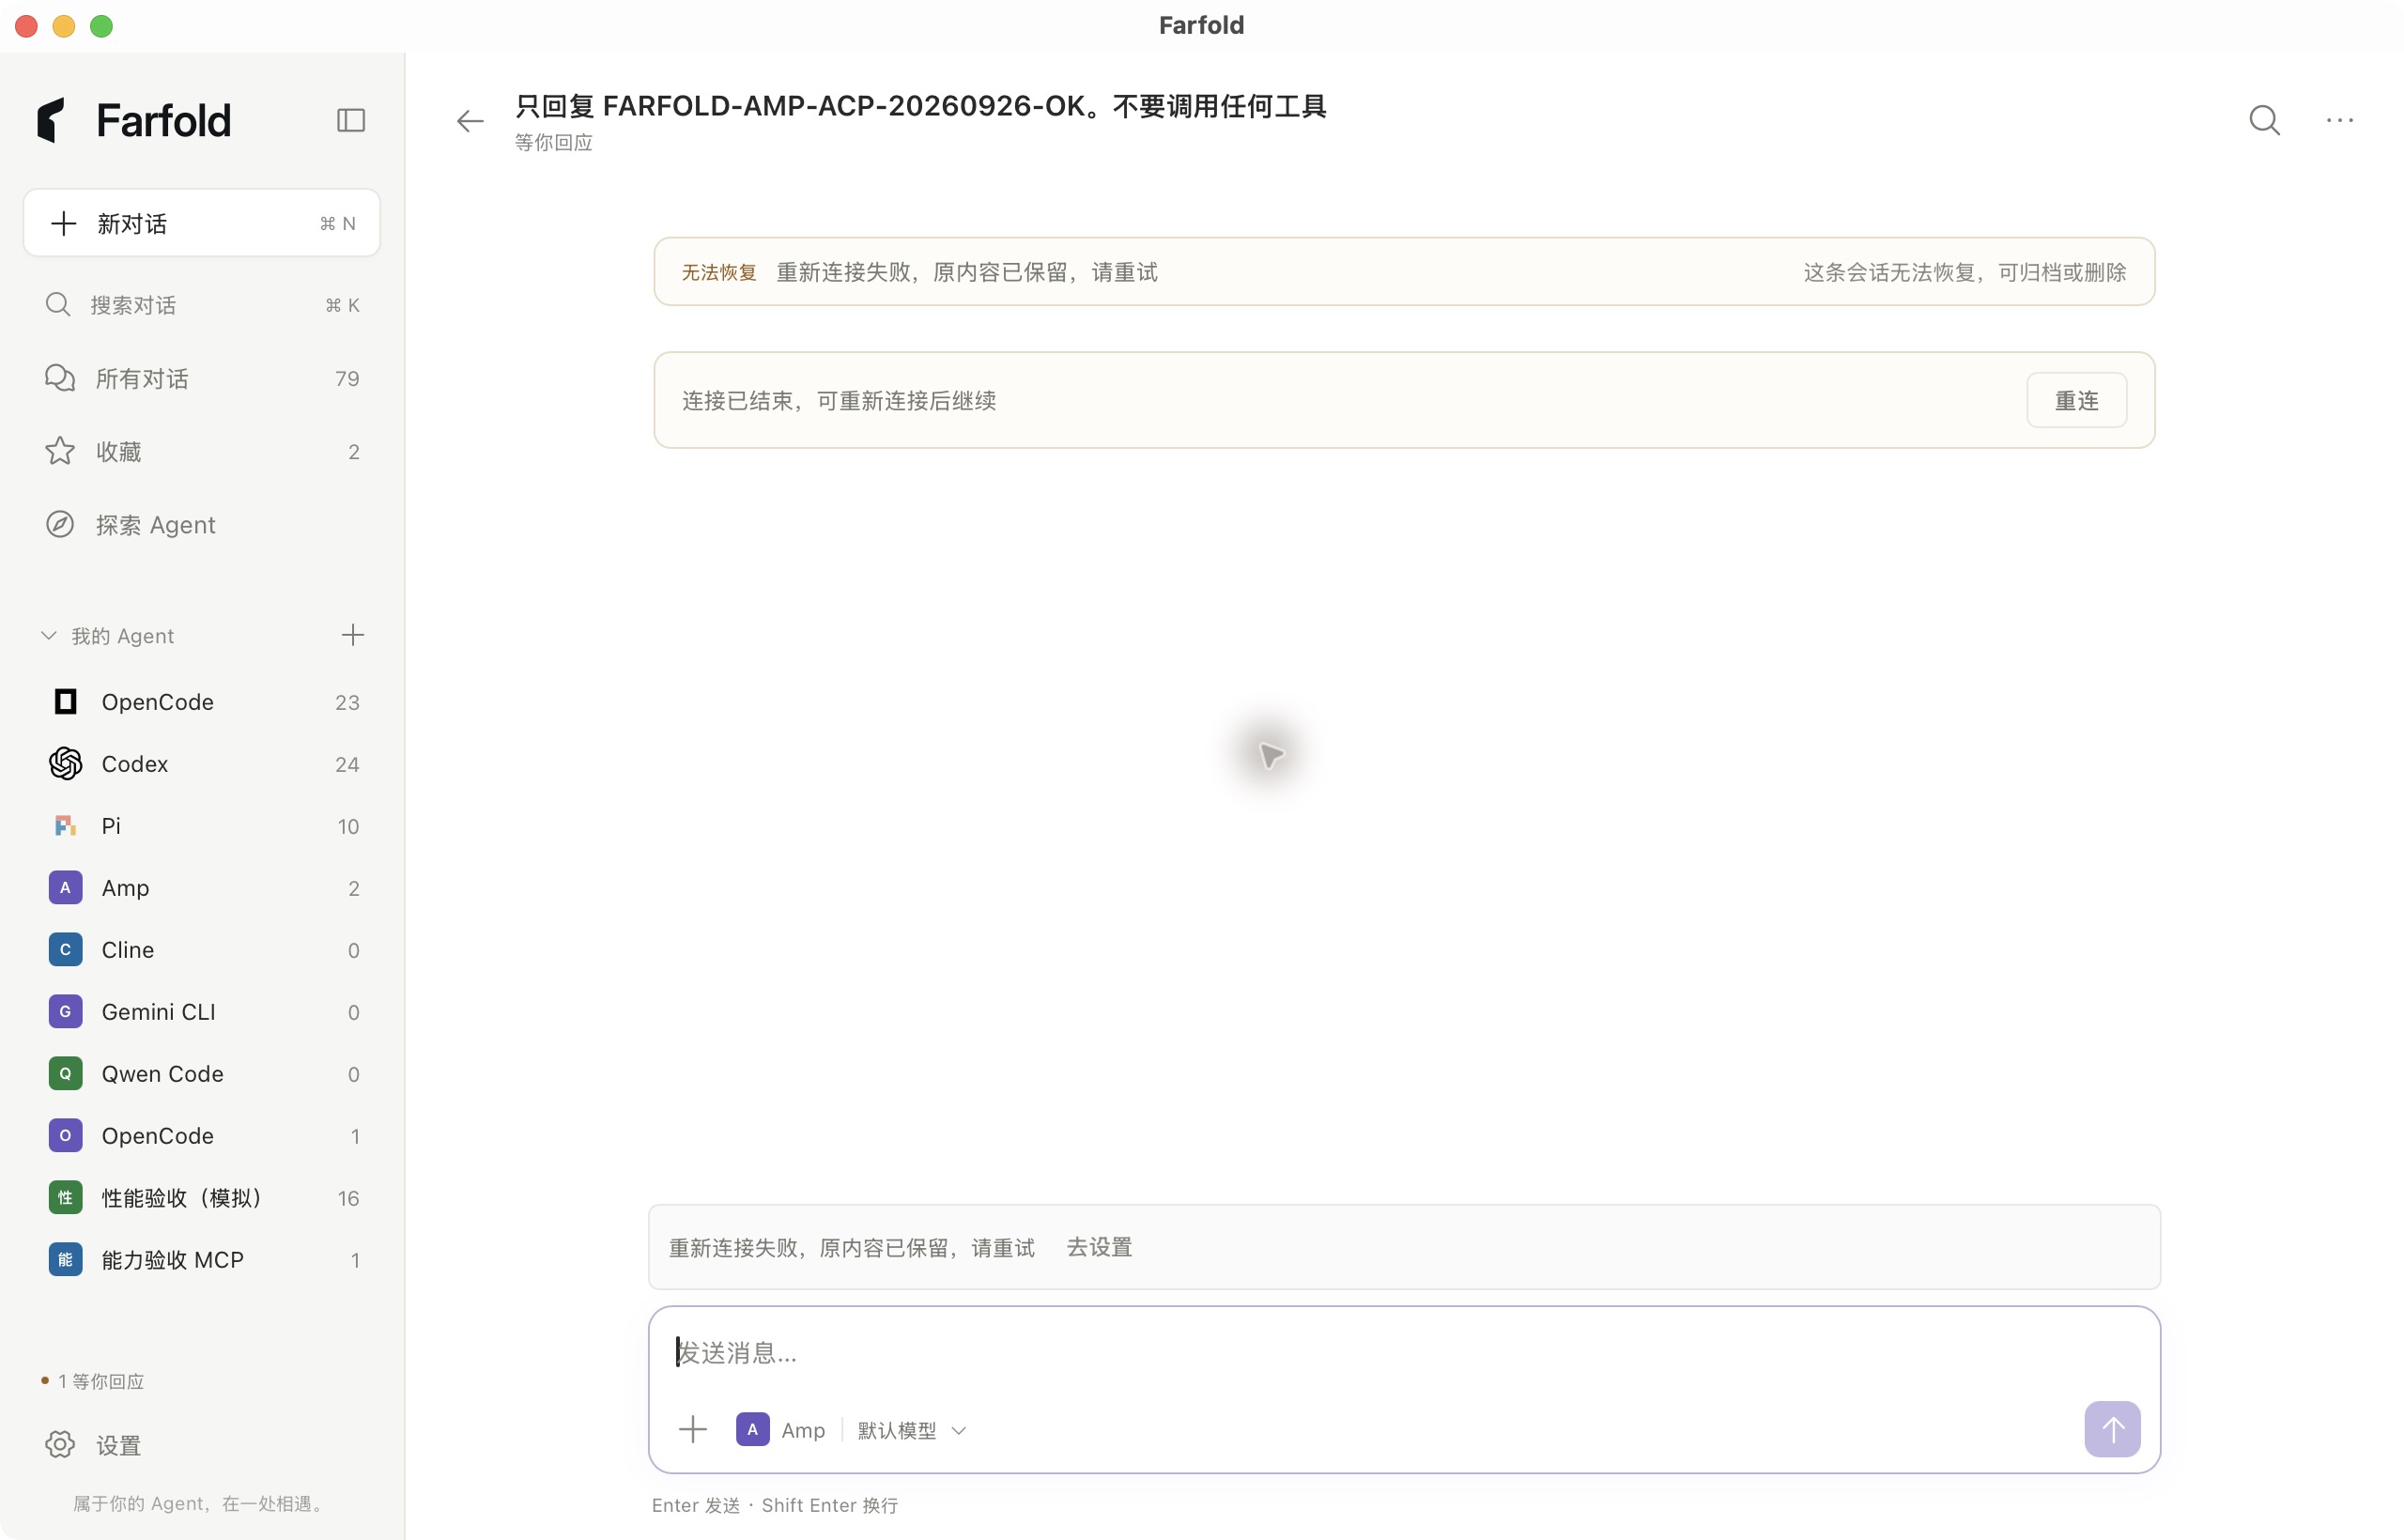 Farfold
Farfold
新对话 ⌘ N
搜索对话 ⌘ K
所有对话 79
收藏 2
探索 Agent
我的 Agent
OpenCode 23
Codex 24
Pi 10
A Amp 2
C Cline 0
G Gemini CLI 0
Q Qwen Code 0
O OpenCode 1
性 性能验收（模拟） 16
能 能力验收 MCP 1
1 等你回应
设置
属于你的 Agent，在一处相遇。
只回复 FARFOLD-AMP-ACP-20260926-OK。不要调用任何工具
等你回应
无法恢复 重新连接失败，原内容已保留，请重试 这条会话无法恢复，可归档或删除
连接已结束，可重新连接后继续 重连
重新连接失败，原内容已保留，请重试 去设置
发送消息...
A Amp 默认模型
Enter 发送 · Shift Enter 换行